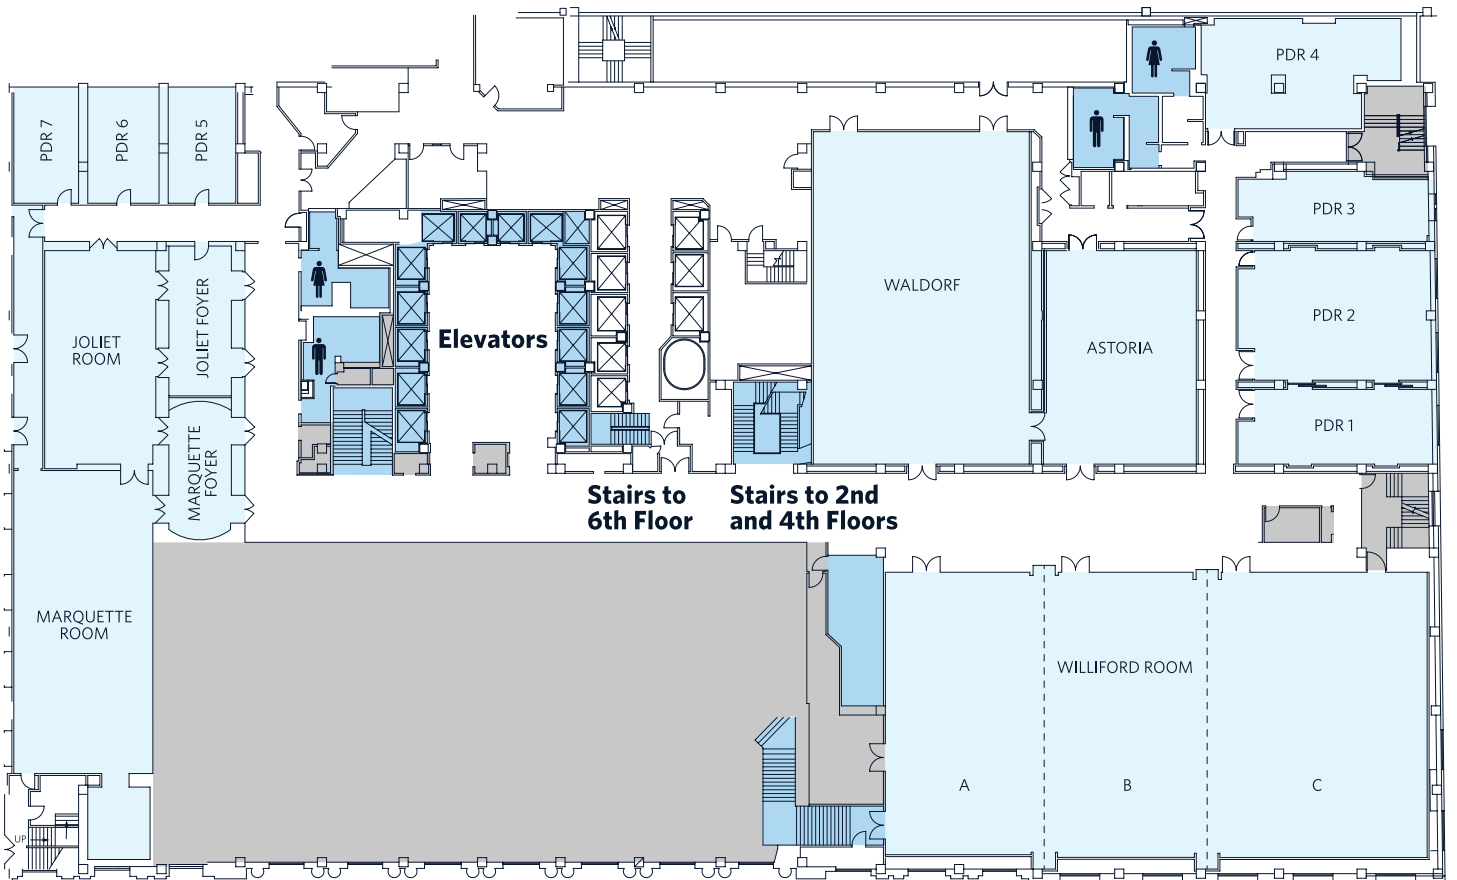 PDR 4
PDR 7
PDR 6
PDR 5
PDR 3
WALDORF
JOLIET
ROOM
JOLIET FOYER
Elevators
ASTORIA
PDR 2
PDR 1
MARQUETTE
FOYER
Stairs to
6th Floor
Stairs to 2nd
and 4th Floors
MARQUETTE
ROOM
WILLIFORD ROOM
A
B
C
UP